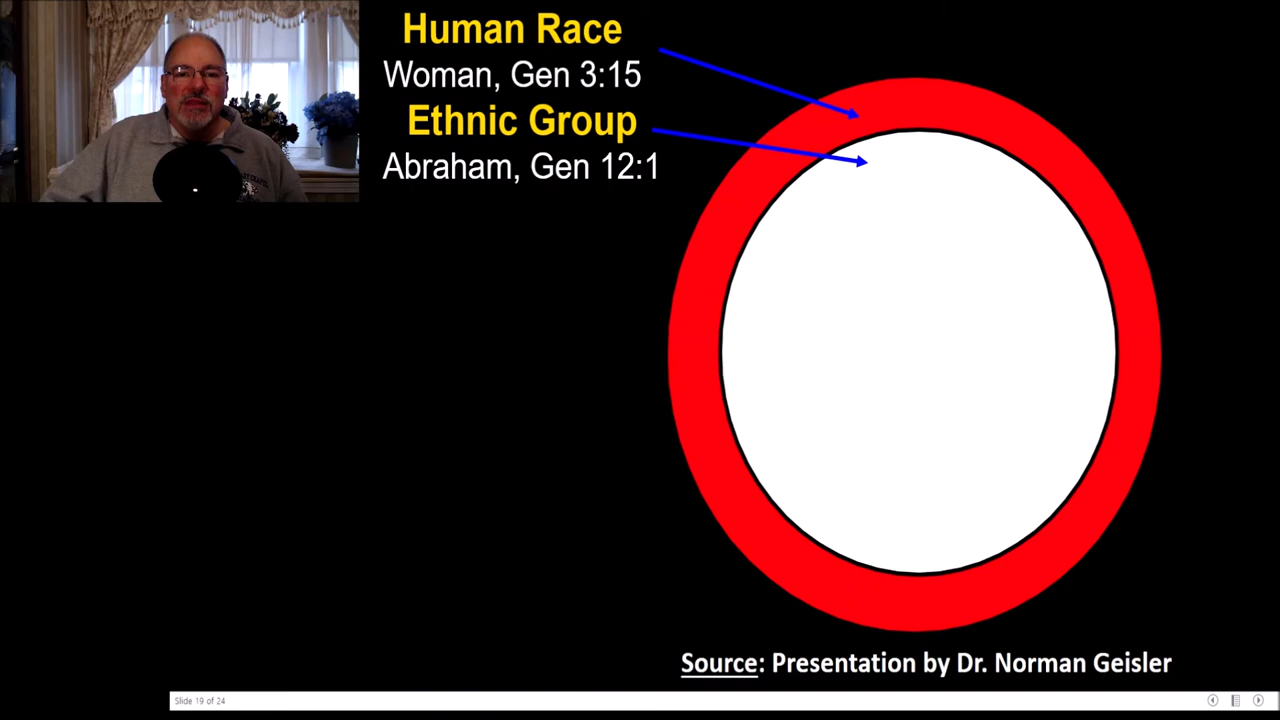 Human Race
Woman, Gen 3:15
Ethnic Group
Abraham, Gen 12:1
Source: Presentation by Dr. Norman Geisler
Slide 19 of 24